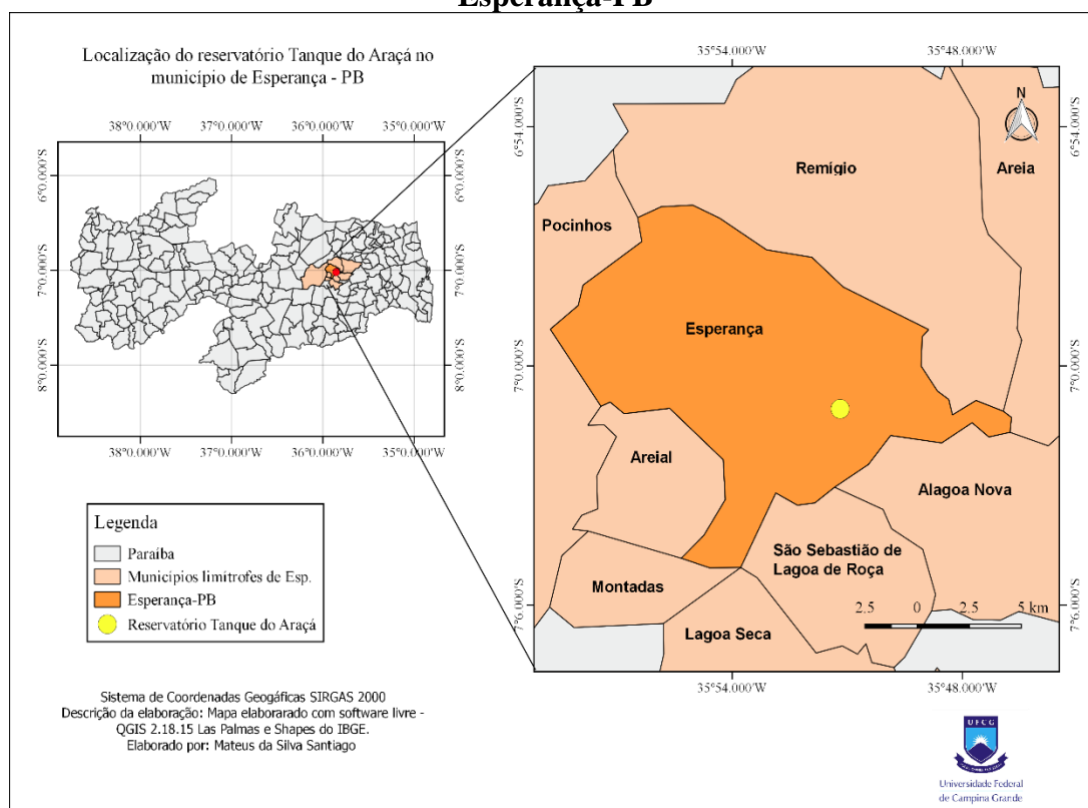 Esperança-PB
Localização do reservatório Tanque do Araçá no
município de Esperança - PB
38°0.000'W 37°0.000'W 36°0.000'W 35°0.000'W
6°0.000'S
7°0.000'S
8°0.000'S
6°0.000'S
7°0.000'S
8°0.000'S
38°0.000'W 37°0.000'W 36°0.000'W 35°0.000'W
Legenda
Paraíba
Municípios limítrofes de Esp.
Esperança-PB
Reservatório Tanque do Araçá
Sistema de Coordenadas Geogáficas SIRGAS 2000
Descrição da elaboração: Mapa elaborarado com software livre -
QGIS 2.18.15 Las Palmas e Shapes do IBGE.
Elaborado por: Mateus da Silva Santiago
35°54.000'W 35°48.000'W
6°54.000'S
7°0.000'S
7°6.000'S
N
Remígio
Areia
Pocinhos
Esperança
Areial
Alagoa Nova
São Sebastião de
Lagoa de Roça
Montadas
Lagoa Seca
2.5 0 2.5 5 km
6°54.000'S
7°0.000'S
7°6.000'S
35°54.000'W 35°48.000'W
UFCG
Universidade Federal
de Campina Grande